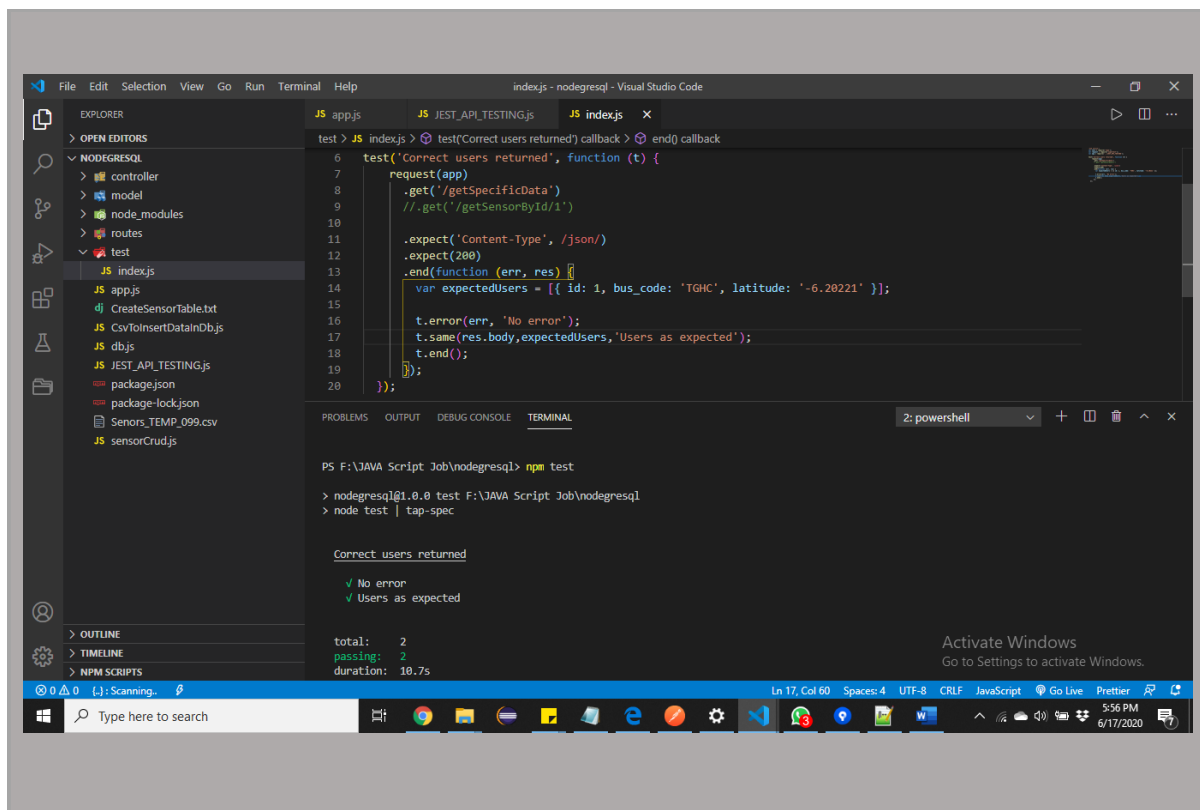 File Edit Selection View Go Run Terminal Help index.js - nodegresql - Visual Studio Code
EXPLORER
OPEN EDITORS
NODEGRESQL
controller
model
node_modules
routes
test
JS index.js
JS app.js
dj CreateSensorTable.txt
JS CsvToInsertDataInDb.js
JS db.js
JS JEST_API_TESTING.js
package.json
package-lock.json
Senors_TEMP_099.csv
JS sensorCrud.js
OUTLINE
TIMELINE
NPM SCRIPTS
JS app.js JS JEST_API_TESTING.js JS index.js
test > JS index.js > test('Correct users returned') callback > end() callback
6 test('Correct users returned', function (t) {
7 request(app)
8 .get('/getSpecificData')
9 //.get('/getSensorById/1')
10
11 .expect('Content-Type', /json/)
12 .expect(200)
13 .end(function (err, res) {
14 var expectedUsers = [{ id: 1, bus_code: 'TGHC', latitude: '-6.20221' }];
15
16 t.error(err, 'No error');
17 t.same(res.body,expectedUsers,'Users as expected');
18 t.end();
19 });
20 });
PROBLEMS OUTPUT DEBUG CONSOLE TERMINAL 2: powershell
PS F:\JAVA Script Job\nodegresql> npm test
> nodegresql@1.0.0 test F:\JAVA Script Job\nodegresql
> node test | tap-spec
Correct users returned
√ No error
√ Users as expected
total: 2
passing: 2
duration: 10.7s
Activate Windows
Go to Settings to activate Windows.
0 0 {..} : Scanning.. Ln 17, Col 60 Spaces: 4 UTF-8 CRLF JavaScript Go Live Prettier
Type here to search
3
W
5:56 PM
6/17/2020
7